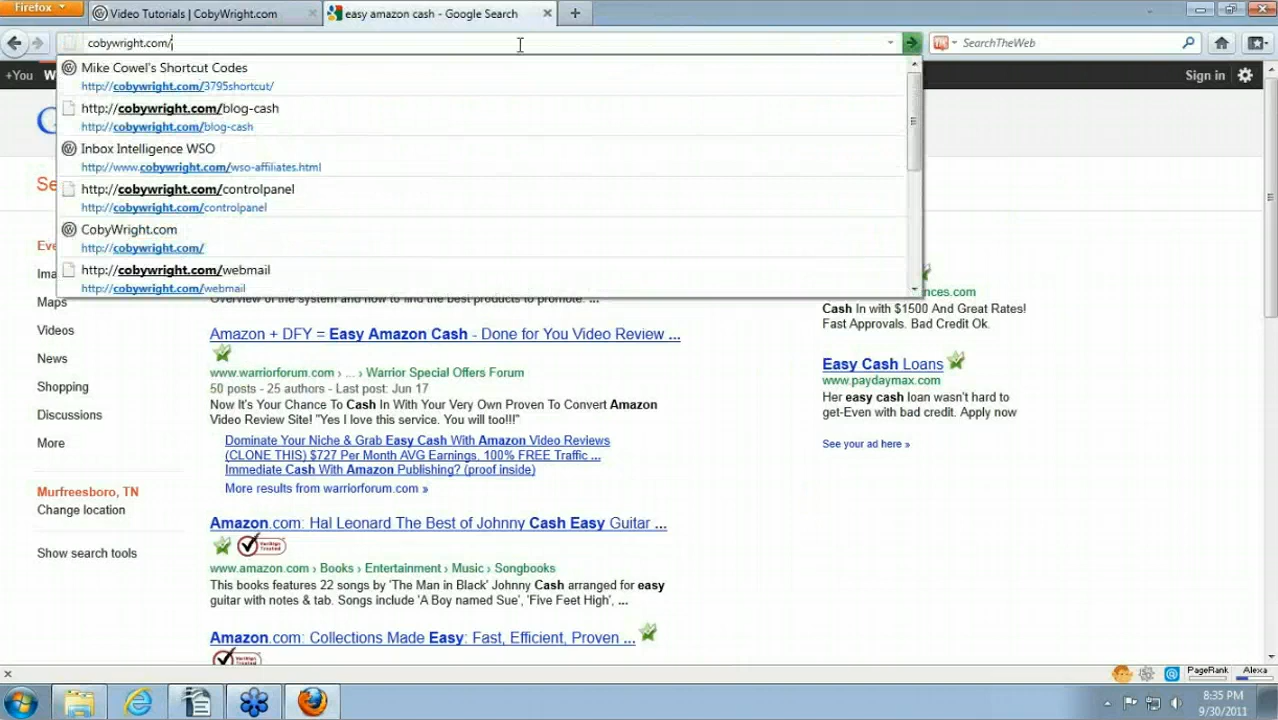 Firefox
Video Tutorials | CobyWright.com
easy amazon cash - Google Search
cobywright.com/
SearchTheWeb
Mike Cowel's Shortcut Codes
http://cobywright.com/3795shortcut/
http://cobywright.com/blog-cash
http://cobywright.com/blog-cash
Inbox Intelligence WSO
http://www.cobywright.com/wso-affiliates.html
http://cobywright.com/controlpanel
http://cobywright.com/controlpanel
CobyWright.com
http://cobywright.com/
http://cobywright.com/webmail
http://cobywright.com/webmail
+You
Sign in
Maps
Videos
News
Shopping
Discussions
More
Murfreesboro, TN
Change location
Show search tools
Overview of the system and how to find the best products to promote. ...
Amazon + DFY = Easy Amazon Cash - Done for You Video Review ...
www.warriorforum.com › ... › Warrior Special Offers Forum
50 posts - 25 authors - Last post: Jun 17
Now It's Your Chance To Cash In With Your Very Own Proven To Convert Amazon
Video Review Site! "Yes I love this service. You will too!!!"
Dominate Your Niche & Grab Easy Cash With Amazon Video Reviews
(CLONE THIS) $727 Per Month AVG Earnings, 100% FREE Traffic ...
Immediate Cash With Amazon Publishing? (proof inside)
More results from warriorforum.com »
Amazon.com: Hal Leonard The Best of Johnny Cash Easy Guitar ...
www.amazon.com › Books › Entertainment › Music › Songbooks
This books features 22 songs by 'The Man in Black' Johnny Cash arranged for easy
guitar with notes & tab. Songs include 'A Boy named Sue', 'Five Feet High', ...
Amazon.com: Collections Made Easy: Fast, Efficient, Proven ...
Cash In with $1500 And Great Rates!
Fast Approvals. Bad Credit Ok.
Easy Cash Loans
www.paydaymax.com
Her easy cash loan wasn't hard to
get-Even with bad credit. Apply now
See your ad here »
PageRank
Alexa
8:35 PM
9/30/2011